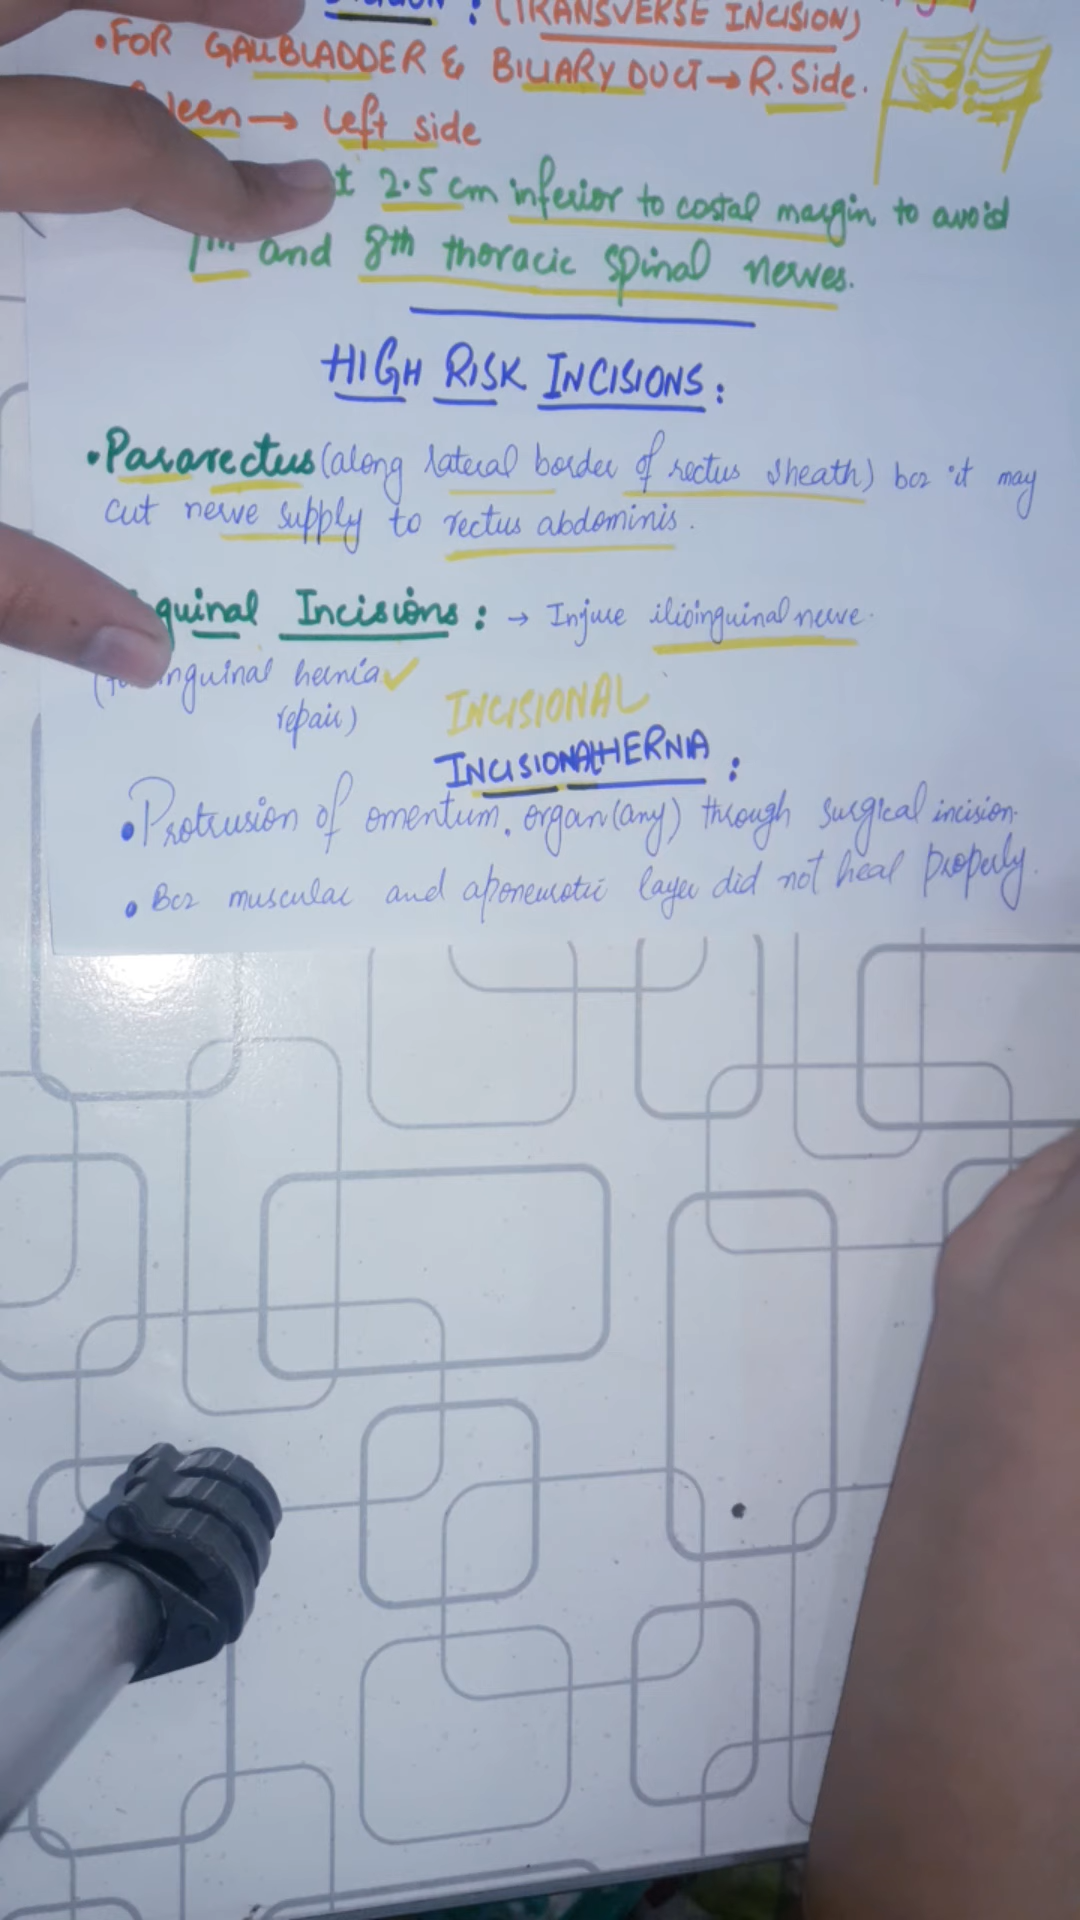 : (TRANSVERSE INCISION)
•FOR GALLBLADDER & BILIARY DUCT→R.Side.
→ left side
2.5 cm inferior to costal margin to avoid
and 8th thoracic spinal nerves.
HIGH RISK INCISIONS:
•Pararectus (along lateral border of rectus sheath) bcz it may
cut nerve supply to rectus abdominis.
Incisions: → Injure ilioinguinal nerve.
hernia ✓
repair)
INCISIONAL
INCISIONAL HERNIA :
•Protrusion of omentum. organ (any) through surgical incision.
• Bcz muscular and aponeurotic layer did not heal properly.